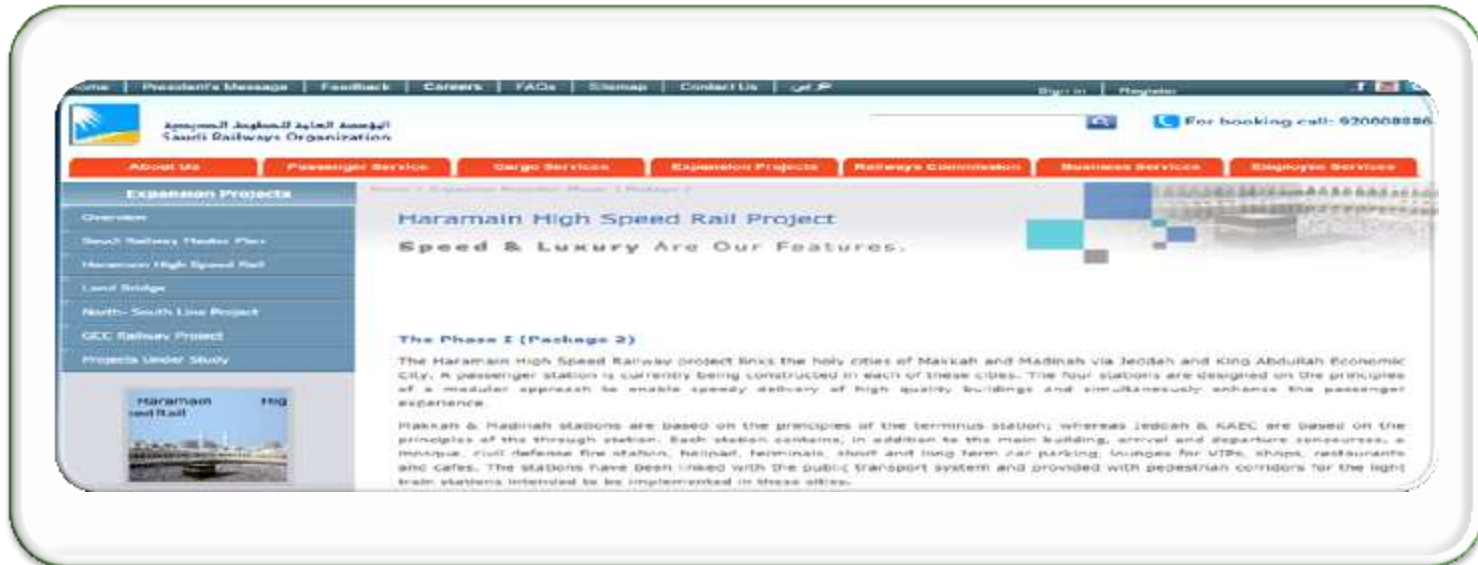 ome | President's Message | Feedback | Careers | FAQs | Sitemap | Contact Us | عربي
Sign in | Register
المؤسسة العامة للخطوط الحديدية
Saudi Railways Organization
For booking call: 920008886
About Us
Passenger Service
Cargo Services
Expansion Projects
Railways Commission
Business Services
Employee Services
Expansion Projects
Overview
Saudi Railway Master Plan
Haramain High Speed Rail
Land Bridge
North- South Line Project
GCC Railway Project
Projects Under Study
Haramain Hig
eed Rail
Haramain High Speed Rail Project
Speed & Luxury Are Our Features.
The Phase I (Package 2)
The Haramain High Speed Railway project links the holy cities of Makkah and Madinah via Jeddah and King Abdullah Economic
City. A passenger station is currently being constructed in each of these cities. The four stations are designed on the principles
of a modular approach to enable speedy delivery of high quality buildings and simultaneously enhance the passenger
experience.
Makkah & Madinah stations are based on the principles of the terminus station; whereas Jeddah & KAEC are based on the
principles of the through station. Each station contains, in addition to the main building, arrival and departure concourses, a
mosque, civil defense fire station, helipad, terminals, short and long term car parking, lounges for VIPs, shops, restaurants
and cafes. The stations have been linked with the public transport system and provided with pedestrian corridors for the light
train stations intended to be implemented in these cities.